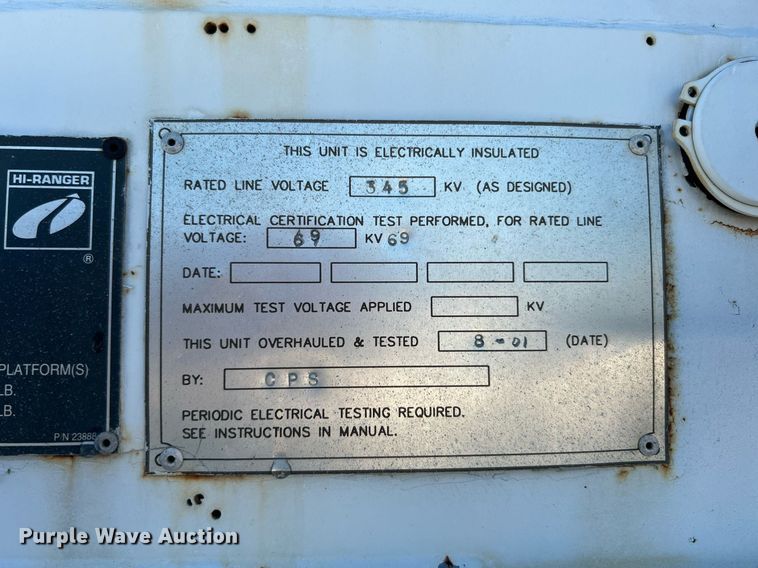 HI-RANGER
®
PLATFORM(S)
LB.
LB.
P/N 23888
THIS UNIT IS ELECTRICALLY INSULATED
RATED LINE VOLTAGE 345 KV (AS DESIGNED)
ELECTRICAL CERTIFICATION TEST PERFORMED, FOR RATED LINE
VOLTAGE: 69 KV 69
DATE:
MAXIMUM TEST VOLTAGE APPLIED KV
THIS UNIT OVERHAULED & TESTED 8-01 (DATE)
BY: CPS
PERIODIC ELECTRICAL TESTING REQUIRED.
SEE INSTRUCTIONS IN MANUAL.
Purple Wave Auction